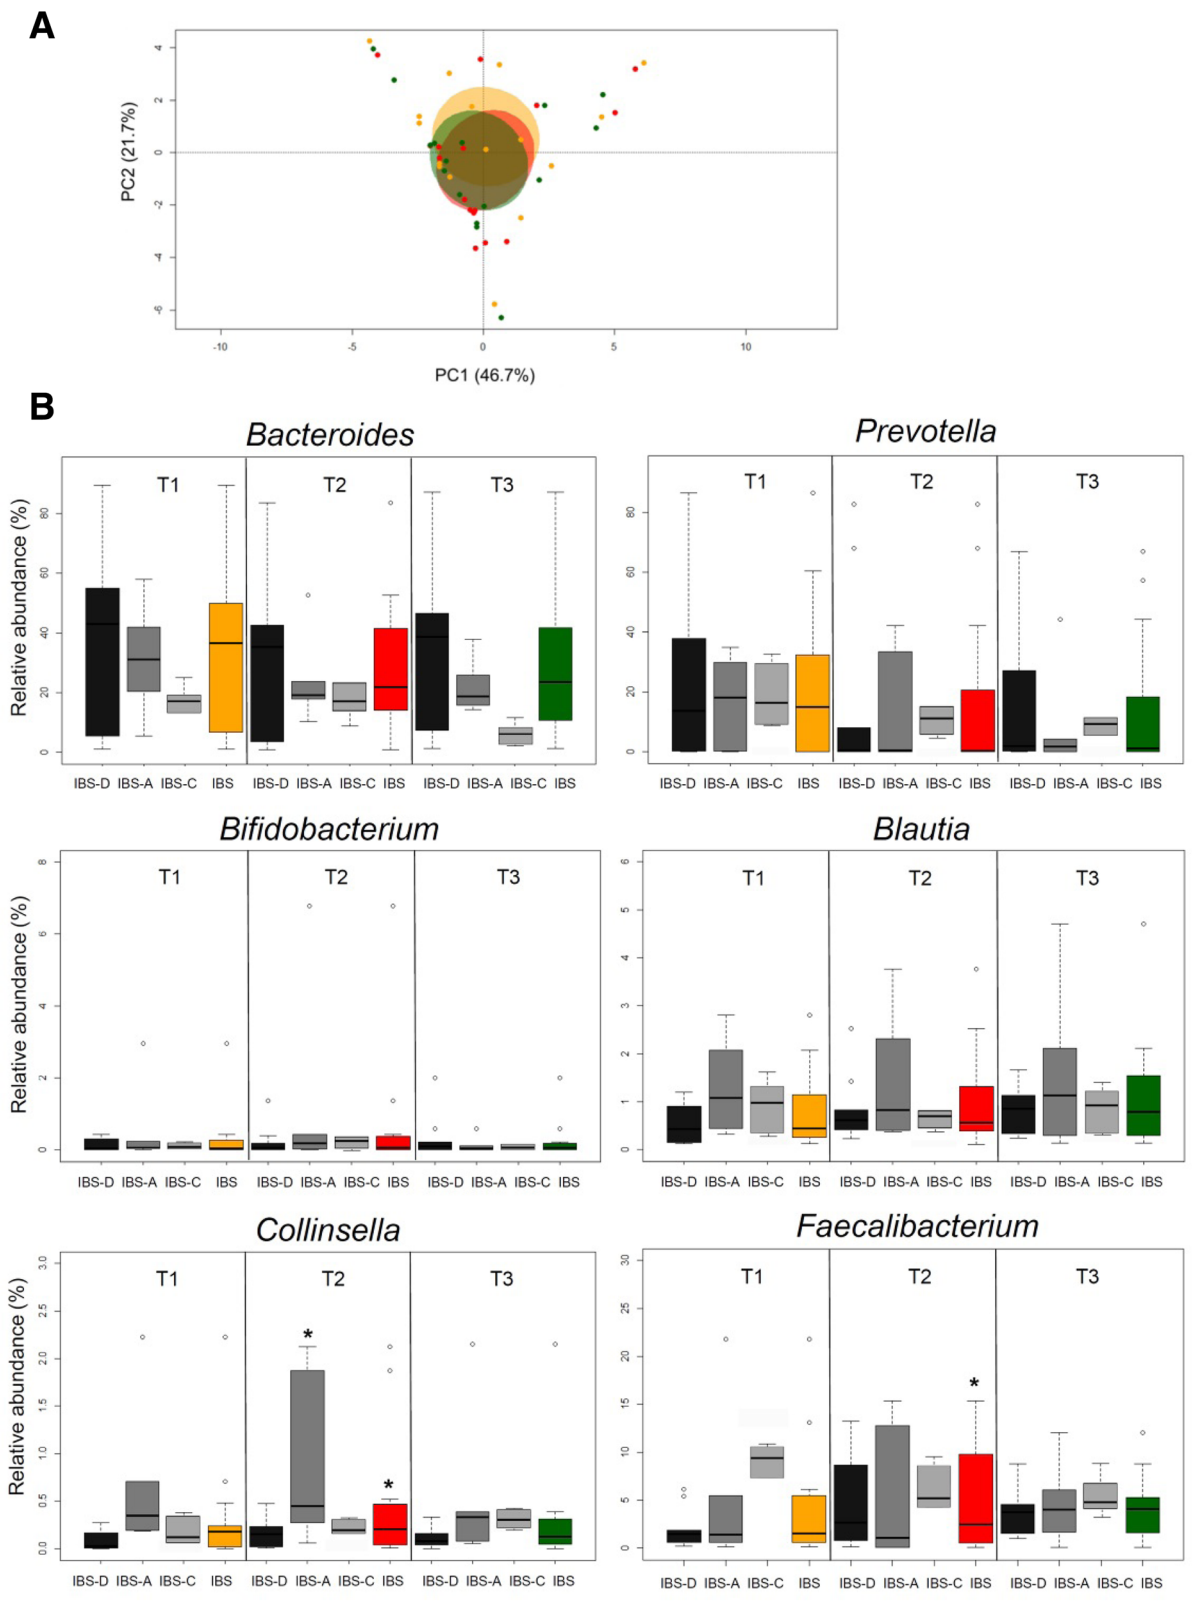 A
PC2 (21.7%)
4
2
0
-2
-4
-6
-10 -5 0 5 10
PC1 (46.7%)
B
Bacteroides
Relative abundance (%)
80
60
40
20
0
T1 T2 T3
IBS-D IBS-A IBS-C IBS IBS-D IBS-A IBS-C IBS IBS-D IBS-A IBS-C IBS
Prevotella
80
60
40
20
0
T1 T2 T3
IBS-D IBS-A IBS-C IBS IBS-D IBS-A IBS-C IBS IBS-D IBS-A IBS-C IBS
Bifidobacterium
Relative abundance (%)
8
6
4
2
0
T1 T2 T3
IBS-D IBS-A IBS-C IBS IBS-D IBS-A IBS-C IBS IBS-D IBS-A IBS-C IBS
Blautia
6
5
4
3
2
1
0
T1 T2 T3
IBS-D IBS-A IBS-C IBS IBS-D IBS-A IBS-C IBS IBS-D IBS-A IBS-C IBS
Collinsella
Relative abundance (%)
3.0
2.5
2.0
1.5
1.0
0.5
0.0
T1 T2 T3
*
*
IBS-D IBS-A IBS-C IBS IBS-D IBS-A IBS-C IBS IBS-D IBS-A IBS-C IBS
Faecalibacterium
30
25
20
15
10
5
0
T1 T2 T3
*
IBS-D IBS-A IBS-C IBS IBS-D IBS-A IBS-C IBS IBS-D IBS-A IBS-C IBS